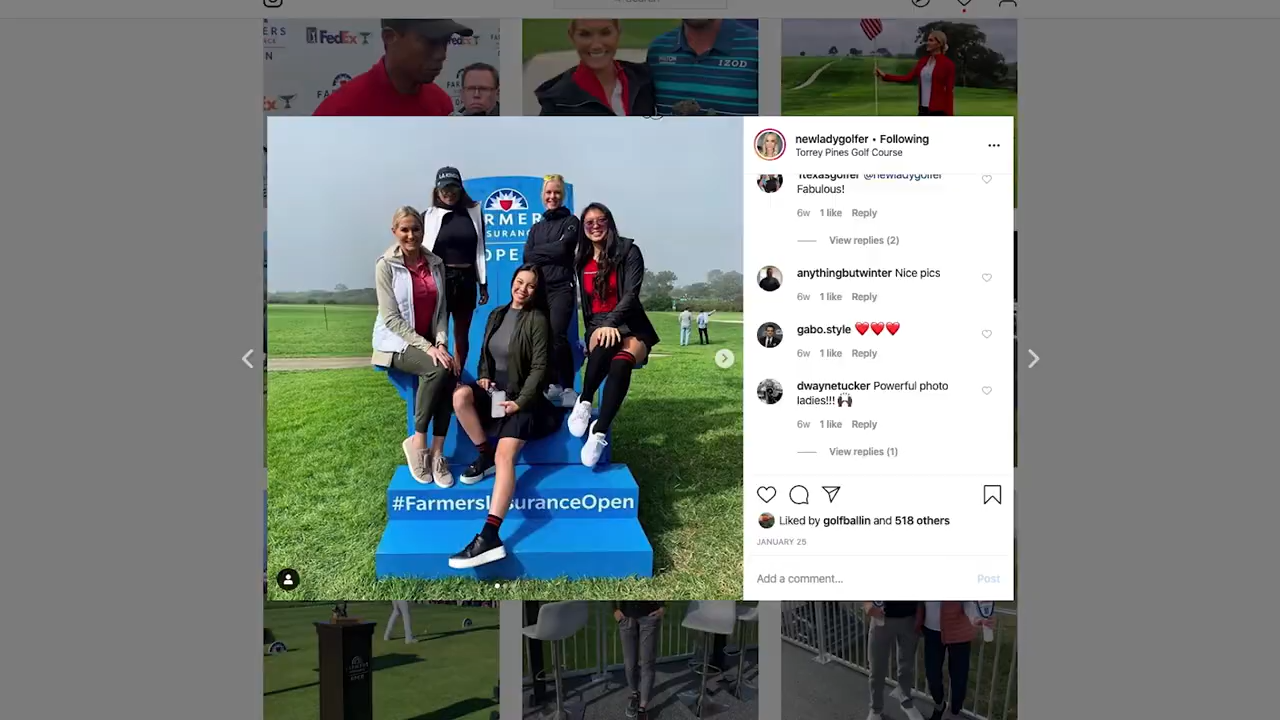 FedEx
IZOD
newladygolfer • Following
Torrey Pines Golf Course
1texasgolfer @newladygolfer
Fabulous!
6w 1 like Reply
View replies (2)
anythingbutwinter Nice pics
6w 1 like Reply
gabo.style ❤️❤️❤️
6w 1 like Reply
dwaynetucker Powerful photo
ladies!!! 🙌🏿
6w 1 like Reply
View replies (1)
Liked by golfballin and 518 others
JANUARY 25
Add a comment...
Post
#FarmersInsuranceOpen